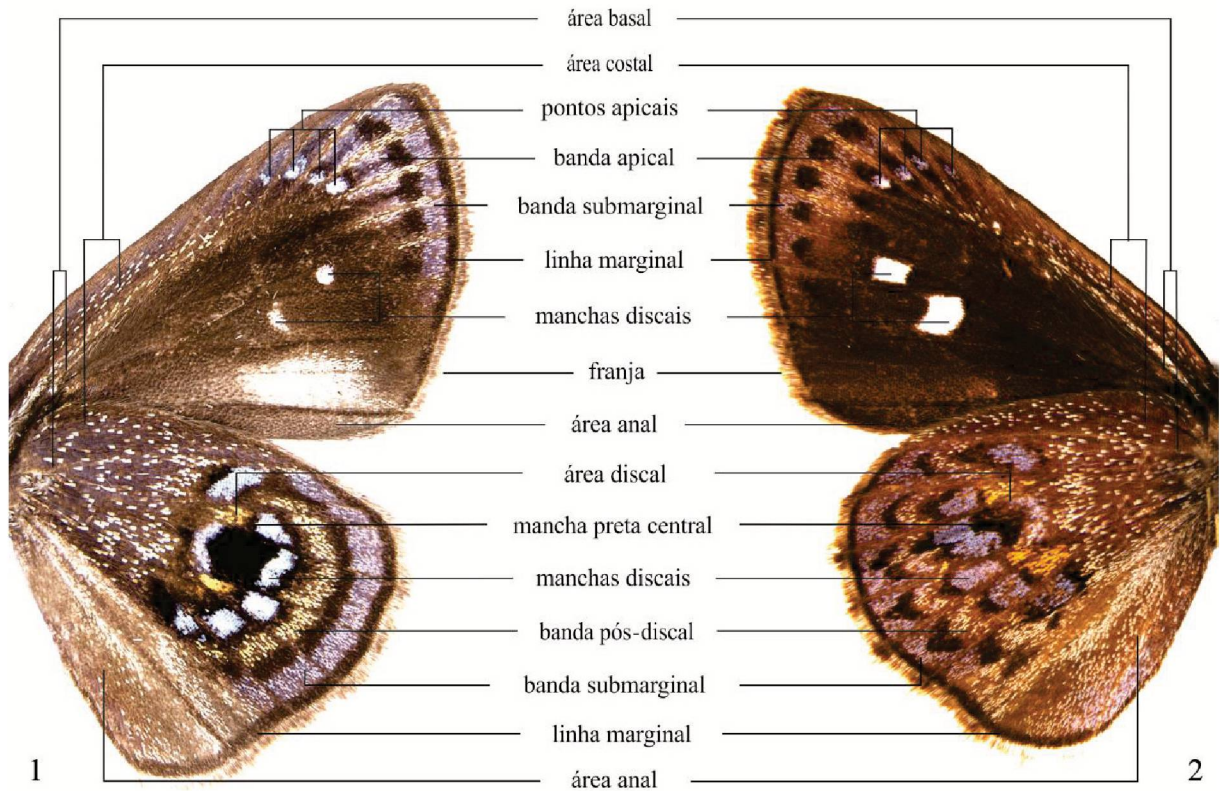 área basal
área costal
pontos apicais
banda apical
banda submarginal
linha marginal
manchas discais
franja
área anal
área discal
mancha preta central
manchas discais
banda pós-discal
banda submarginal
linha marginal
área anal
1
2